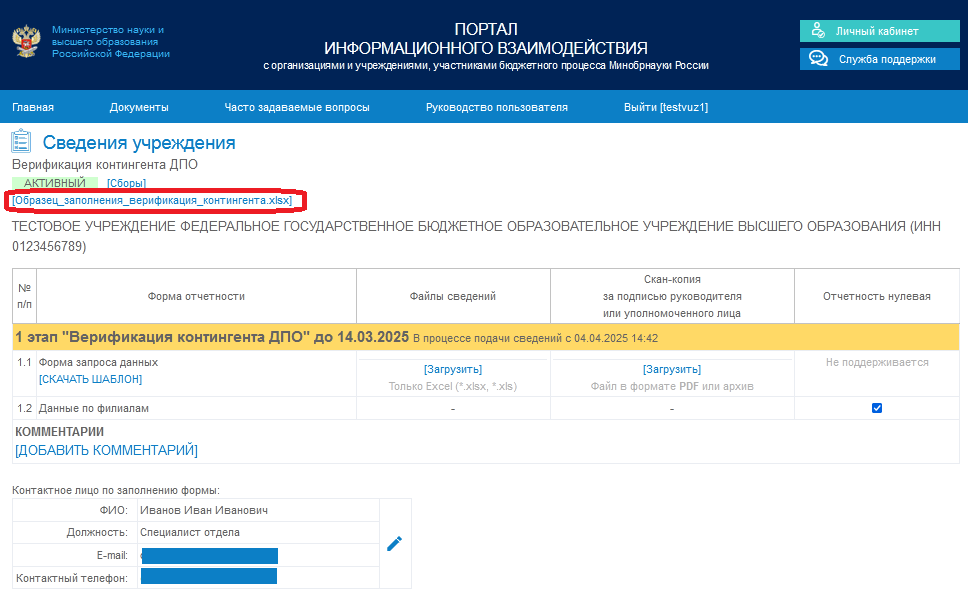 Министерство науки и
высшего образования
Российской Федерации
ПОРТАЛ
ИНФОРМАЦИОННОГО ВЗАИМОДЕЙСТВИЯ
с организациями и учреждениями, участниками бюджетного процесса Минобрнауки России
Личный кабинет
Служба поддержки
Главная Документы Часто задаваемые вопросы Руководство пользователя Выйти [testvuz1]
Сведения учреждения
Верификация контингента ДПО
АКТИВНЫЙ [Сборы]
[Образец_заполнения_верификация_контингента.xlsx]
ТЕСТОВОЕ УЧРЕЖДЕНИЕ ФЕДЕРАЛЬНОЕ ГОСУДАРСТВЕННОЕ БЮДЖЕТНОЕ ОБРАЗОВАТЕЛЬНОЕ УЧРЕЖДЕНИЕ ВЫСШЕГО ОБРАЗОВАНИЯ (ИНН
0123456789)
№
п/п
Форма отчетности
Файлы сведений
Скан-копия
за подписью руководителя
или уполномоченного лица
Отчетность нулевая
1 этап "Верификация контингента ДПО" до 14.03.2025 В процессе подачи сведений с 04.04.2025 14:42
1.1 Форма запроса данных
[СКАЧАТЬ ШАБЛОН]
[Загрузить]
Только Excel (*.xlsx, *.xls)
[Загрузить]
Файл в формате PDF или архив
Не поддерживается
1.2 Данные по филиалам - -
КОММЕНТАРИИ
[ДОБАВИТЬ КОММЕНТАРИЙ]
Контактное лицо по заполнению формы:
ФИО: Иванов Иван Иванович
Должность: Специалист отдела
E-mail:
Контактный телефон: